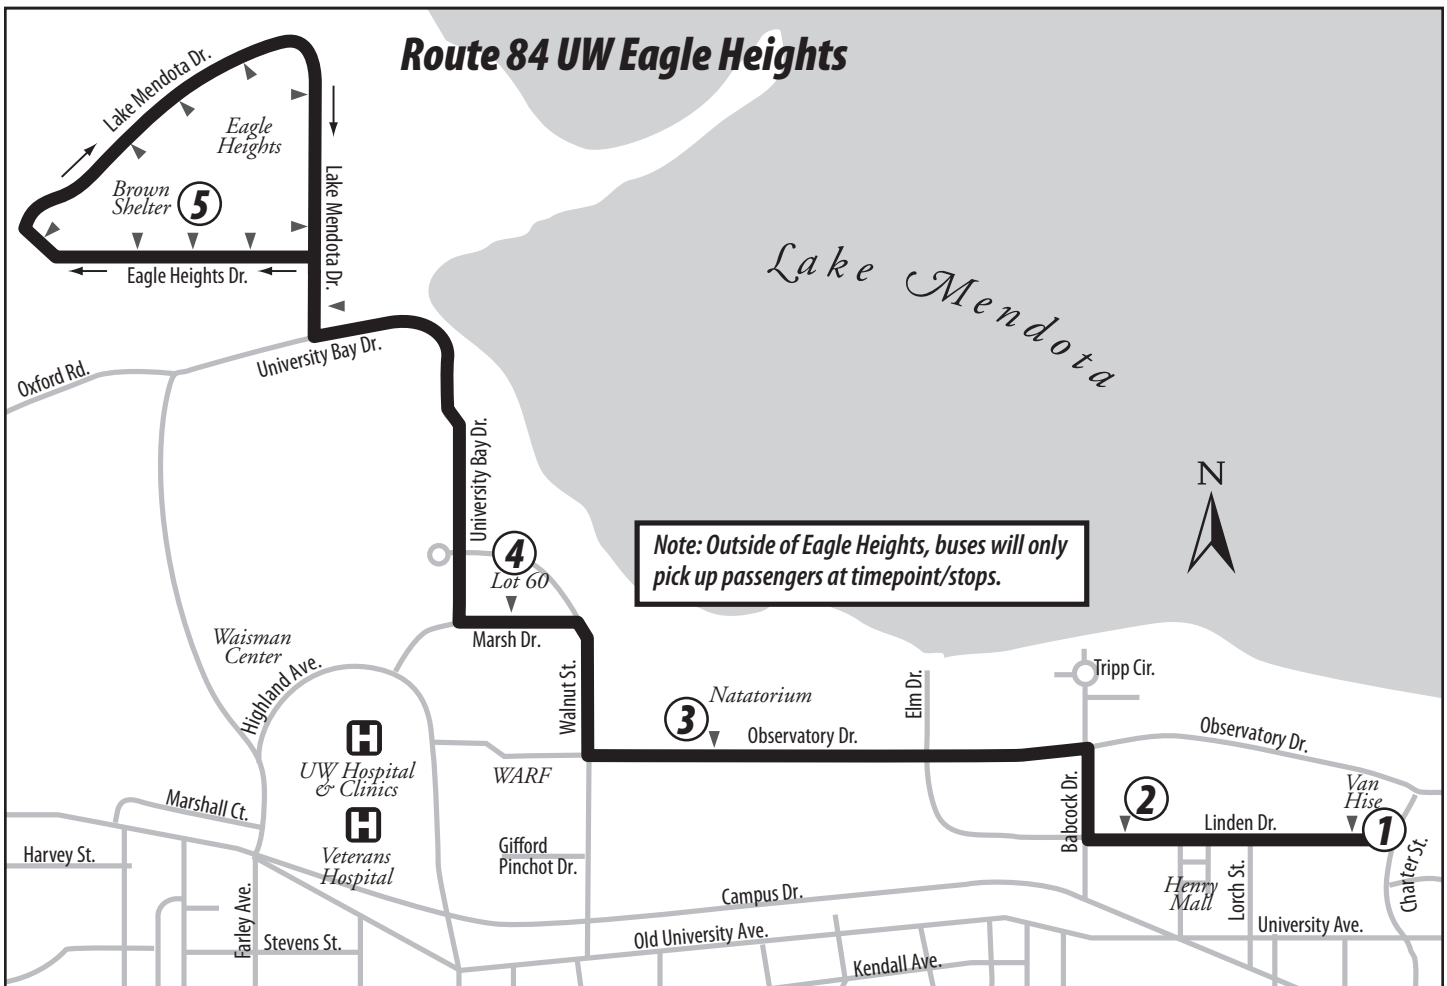 Route 84 UW Eagle Heights
Lake Mendota Dr.
Eagle
Heights
Brown
Shelter
5
Lake Mendota Dr.
Eagle Heights Dr.
Lake Mendota
University Bay Dr.
Oxford Rd.
University Bay Dr.
N
4
Lot 60
Note: Outside of Eagle Heights, buses will only
pick up passengers at timepoint/stops.
Marsh Dr.
Waisman
Center
Highland Ave.
Walnut St.
3
Natatorium
Elm Dr.
Tripp Cir.
Observatory Dr.
Observatory Dr.
H
UW Hospital
& Clinics
WARF
Babcock Dr.
2
Van
Hise
1
Linden Dr.
Marshall Ct.
H
Veterans
Hospital
Harvey St.
Gifford
Pinchot Dr.
Henry
Mall
Lorch St.
Charter St.
Campus Dr.
Farley Ave.
Stevens St.
Old University Ave.
University Ave.
Kendall Ave.